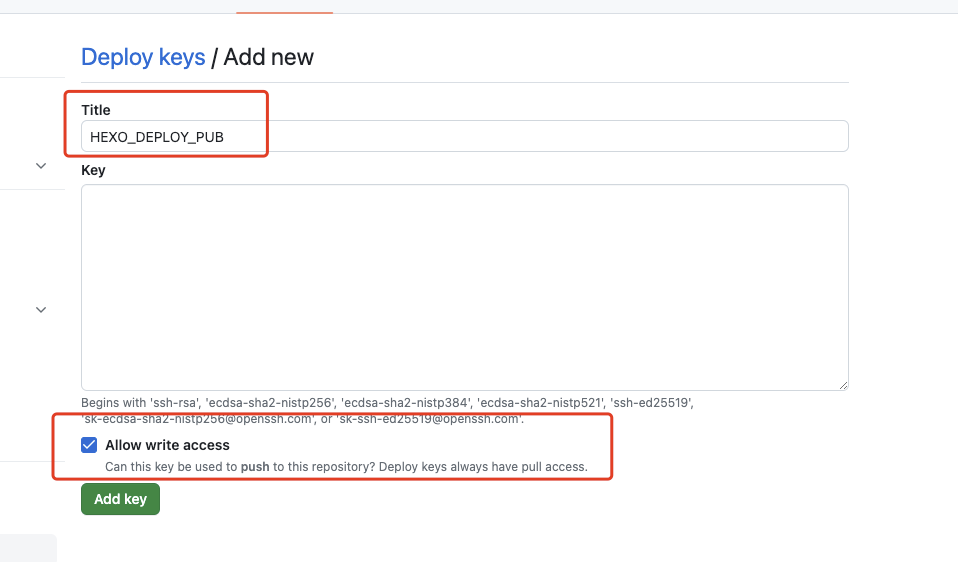 Deploy keys / Add new
Title
HEXO_DEPLOY_PUB
Key
Begins with 'ssh-rsa', 'ecdsa-sha2-nistp256', 'ecdsa-sha2-nistp384', 'ecdsa-sha2-nistp521', 'ssh-ed25519',
'sk-ecdsa-sha2-nistp256@openssh.com', or 'sk-ssh-ed25519@openssh.com'.
Allow write access
Can this key be used to push to this repository? Deploy keys always have pull access.
Add key